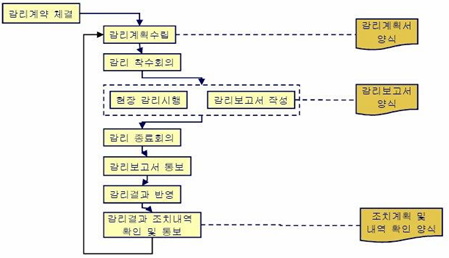 감리계약 체결
감리계획수립
감리계획서
양식
감리 착수회의
현장 감리시행
감리보고서 작성
감리보고서
양식
감리 종료회의
감리보고서 통보
감리결과 반영
감리결과 조치내역
확인 및 통보
조치계획 및
내역 확인 양식